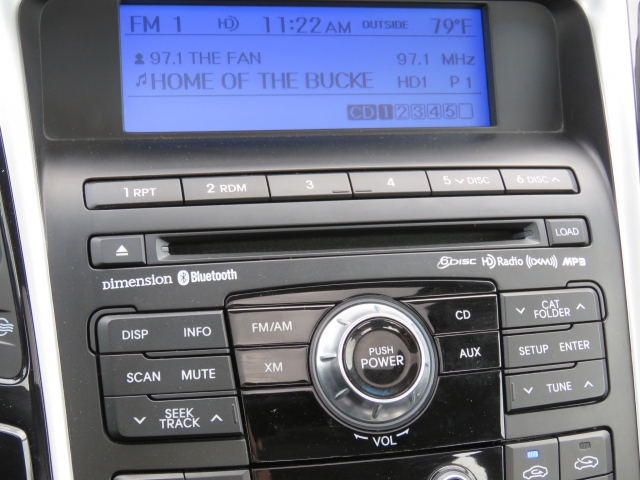 FM 1 HD 11:22 AM OUTSIDE 79°F
97.1 THE FAN 97.1 MHz
HOME OF THE BUCKE HD1 P 1
CD 1 2 3 4 5
1 RPT 2 RDM 3 4 5 DISC 6 DISC
LOAD
Dimension Bluetooth 6DISC HD Radio XM MP3
DISP INFO FM/AM CD CAT FOLDER
PUSH POWER
SCAN MUTE XM AUX SETUP ENTER
SEEK TRACK TUNE
VOL